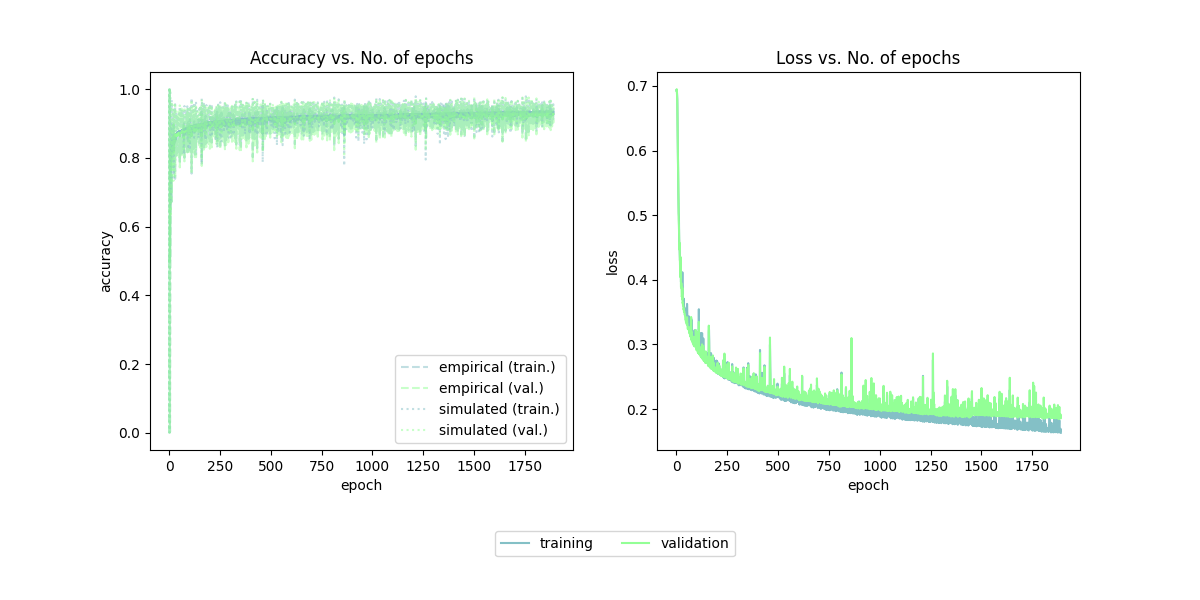 Accuracy vs. No. of epochs
1.0
0.8
0.6
0.4
0.2
0.0
accuracy
0 250 500 750 1000 1250 1500 1750
epoch
empirical (train.)
empirical (val.)
simulated (train.)
simulated (val.)
Loss vs. No. of epochs
0.7
0.6
0.5
0.4
0.3
0.2
loss
0 250 500 750 1000 1250 1500 1750
epoch
training validation